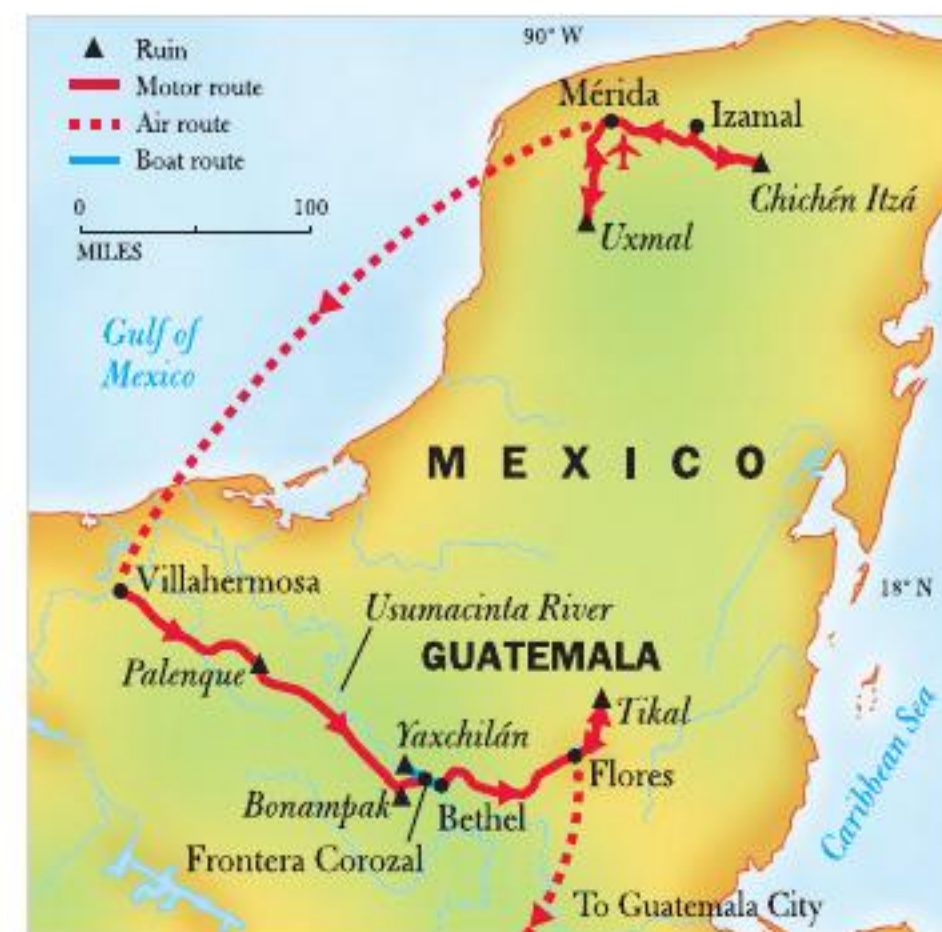 90° W
Ruin
Motor route
Air route
Boat route
0 100
MILES
Mérida
Izamal
Chichén Itzá
Uxmal
Gulf of
Mexico
MEXICO
Villahermosa
18° N
Usumacinta River
GUATEMALA
Palenque
Tikal
Yaxchilán
Flores
Bonampak
Bethel
Frontera Corozal
Caribbean Sea
To Guatemala City